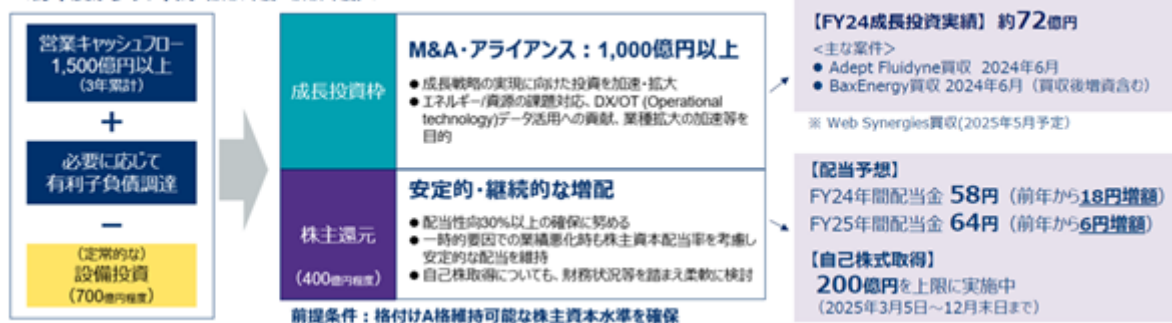 営業キャッシュフロー
1,500億円以上
(3年累計)
+
必要に応じて
有利子負債調達
−
(定常的な)
設備投資
(700億円程度)
成長投資枠
M&A・アライアンス：1,000億円以上
● 成長戦略の実現に向けた投資を加速・拡大
● エネルギー/資源の課題対応、DX/OT (Operational
technology)データ活用への貢献、業種拡大の加速等を
目的
株主還元
(400億円程度)
安定的・継続的な増配
● 配当性向30%以上の確保に努める
● 一時的要因での業績悪化時も株主資本配当率を考慮し
安定的な配当を維持
● 自己株取得についても、財務状況等を踏まえ柔軟に検討
前提条件：格付けA格維持可能な株主資本水準を確保
【FY24成長投資実績】 約72億円
<主な案件>
● Adept Fluidyne買収 2024年6月
● BaxEnergy買収 2024年6月（買収後増資含む）
※ Web Synergies買収(2025年5月予定)
【配当予想】
FY24年間配当金 58円（前年から18円増額）
FY25年間配当金 64円（前年から6円増額）
【自己株式取得】
200億円を上限に実施中
（2025年3月5日～12月末日まで）